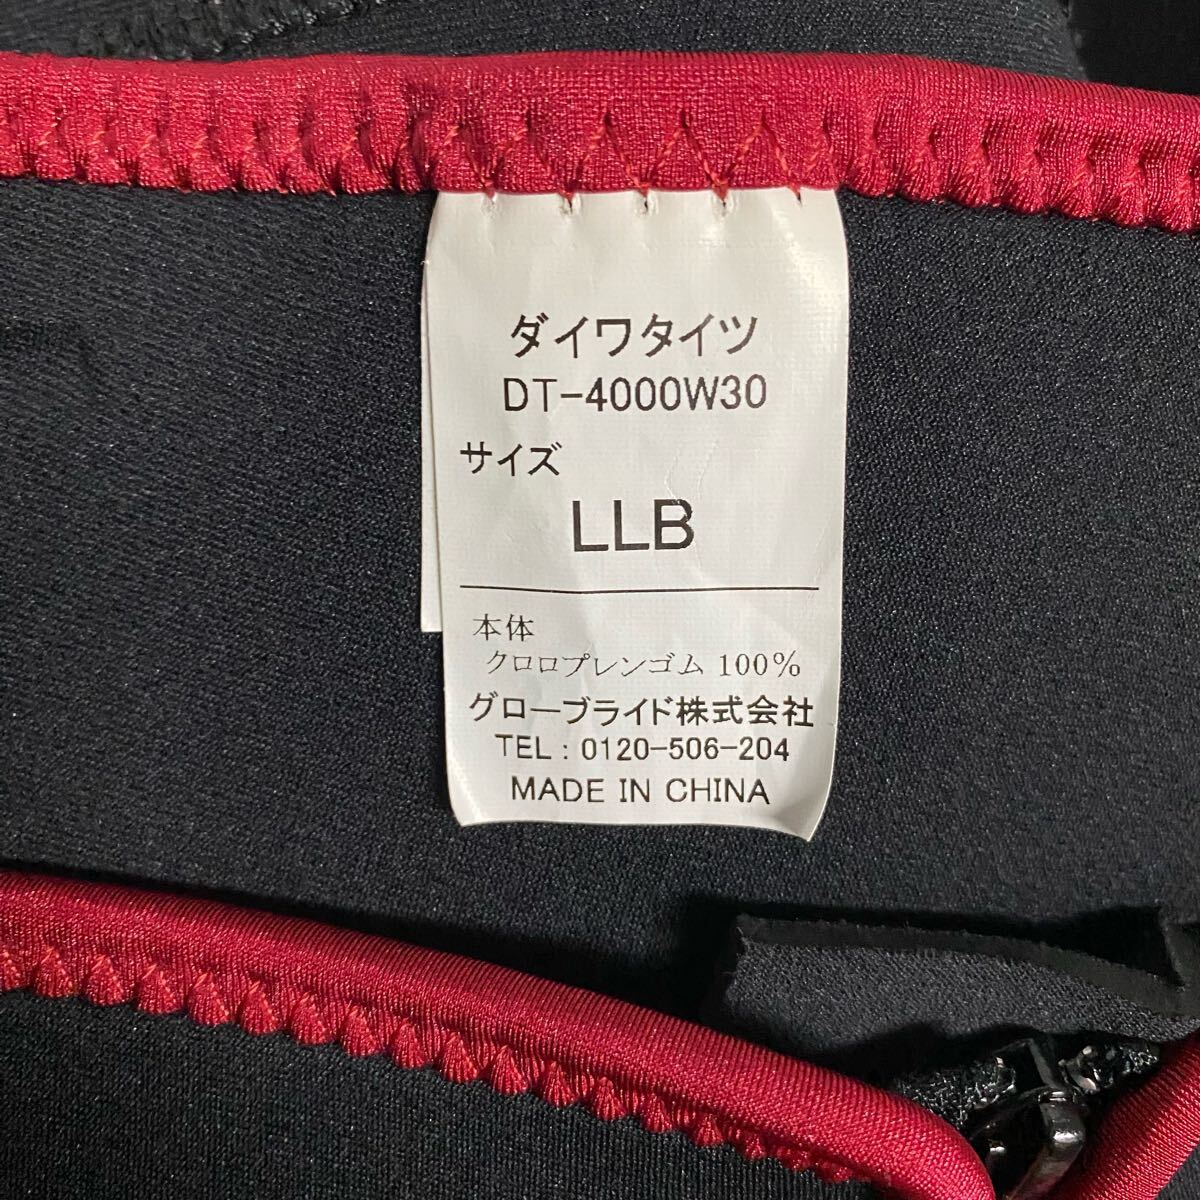 ダイワタイツ
DT-4000W30
サイズ
LLB
本体
クロロプレンゴム 100%
グローブライド株式会社
TEL : 0120-506-204
MADE IN CHINA